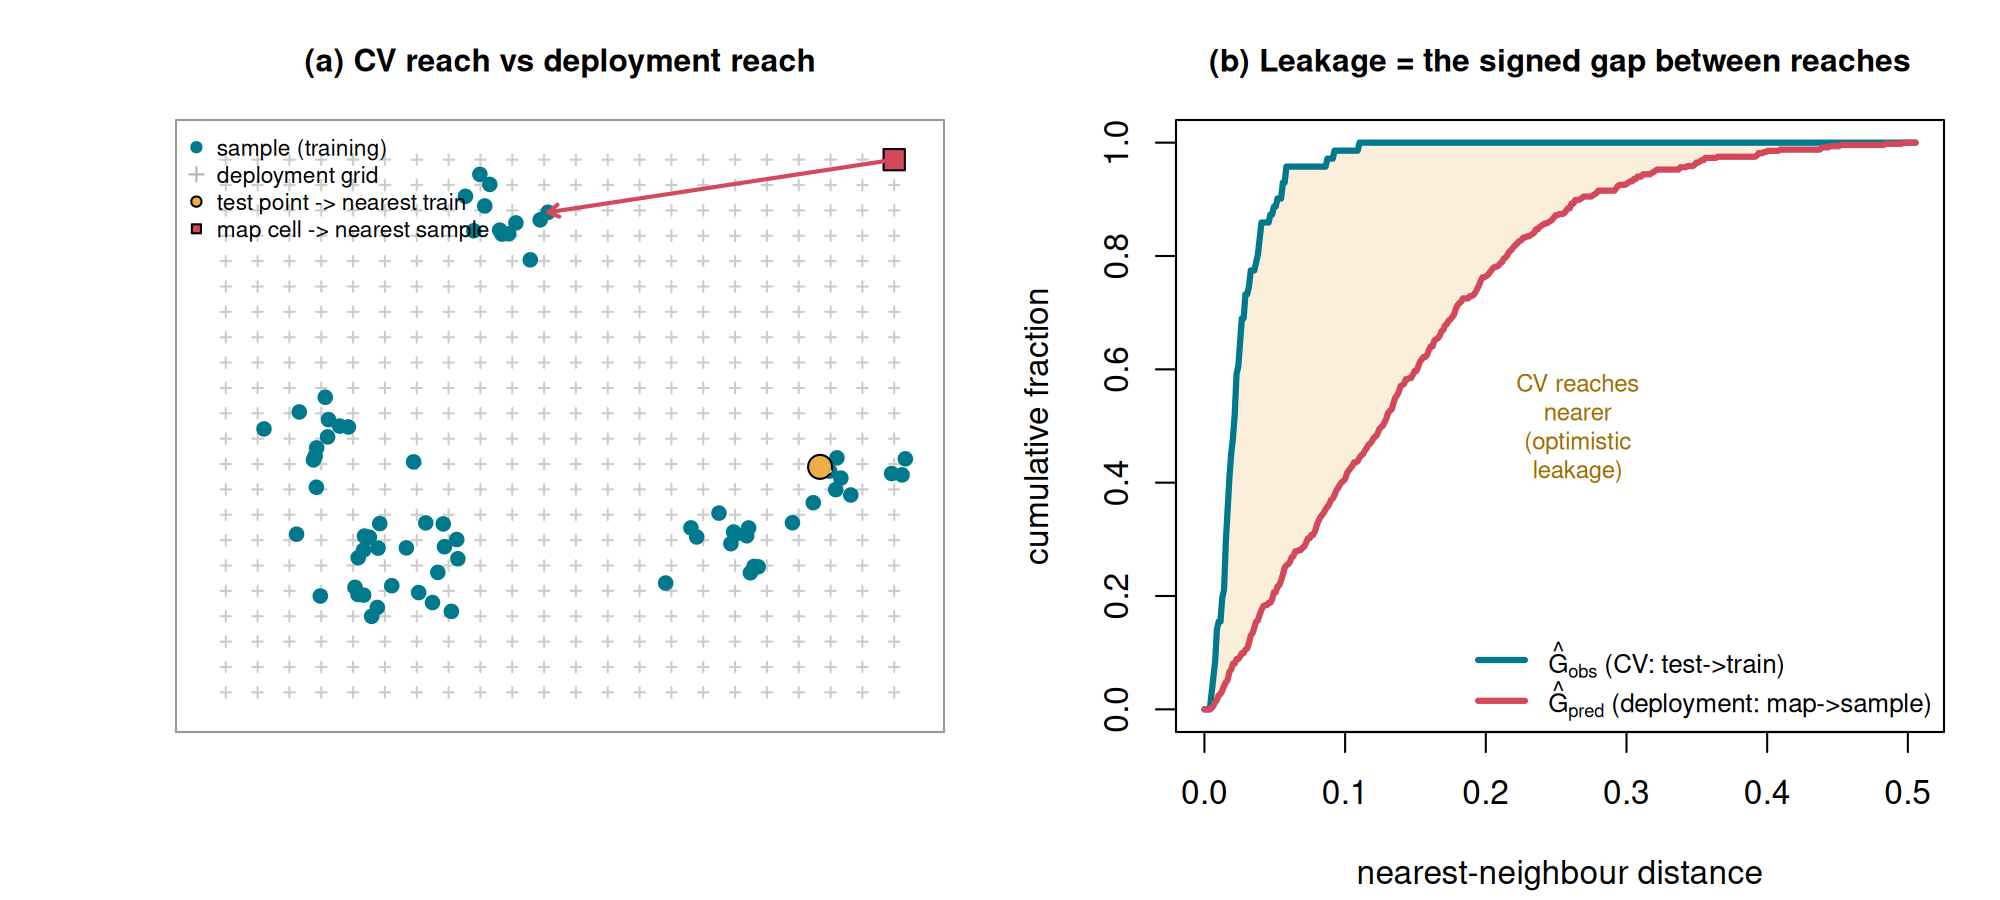 (a) CV reach vs deployment reach
sample (training)
deployment grid
test point -> nearest train
map cell -> nearest sample
(b) Leakage = the signed gap between reaches
cumulative fraction
1.0
0.8
0.6
0.4
0.2
0.0
CV reaches
nearer
(optimistic
leakage)
Ĝobs (CV: test->train)
Ĝpred (deployment: map->sample)
0.0 0.1 0.2 0.3 0.4 0.5
nearest-neighbour distance